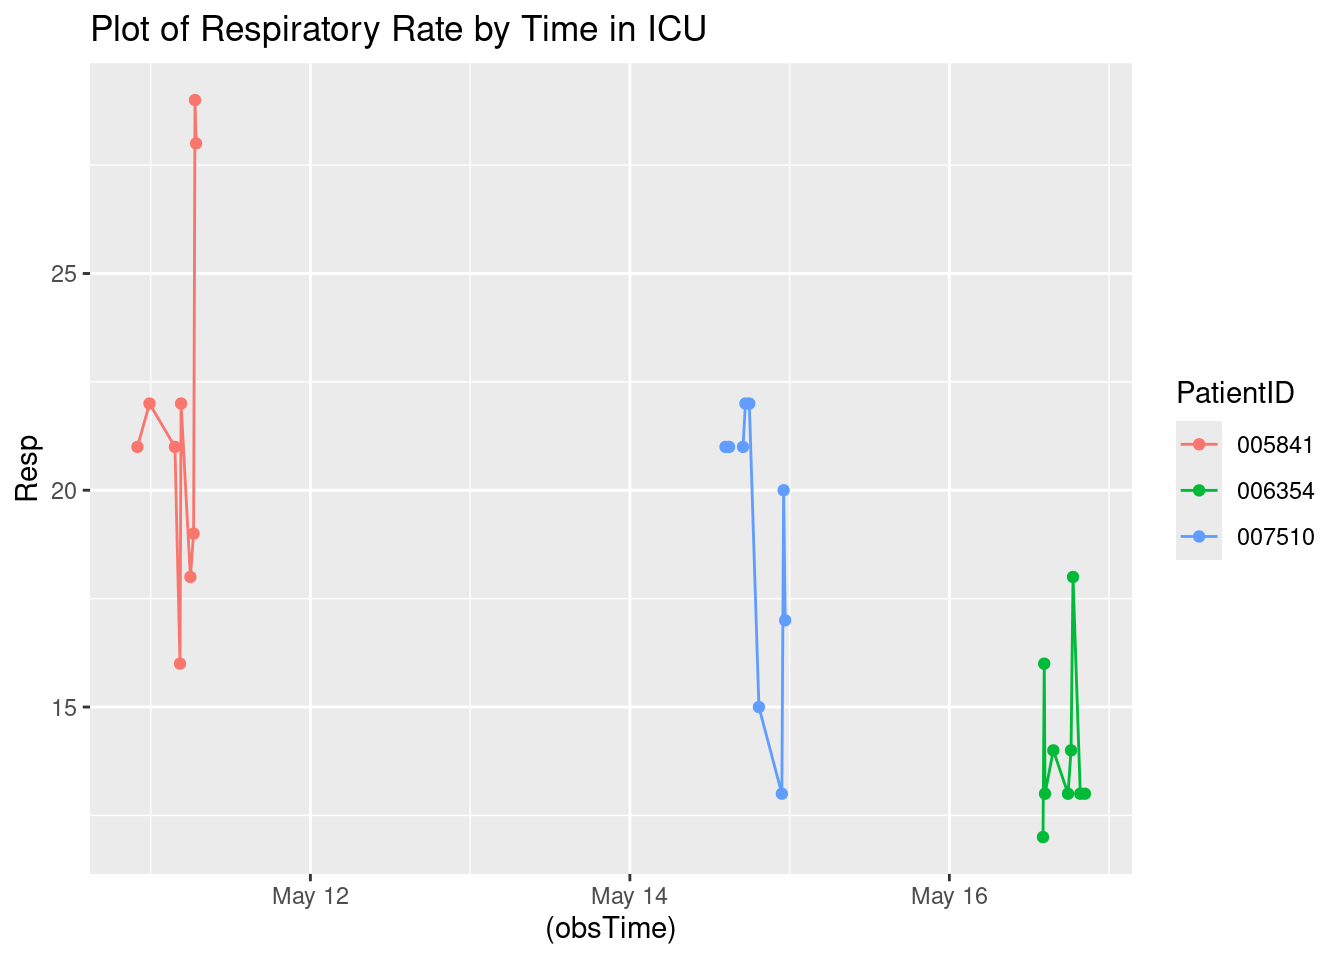 Plot of Respiratory Rate by Time in ICU
25
20
15
Resp
May 12
May 14
May 16
(obsTime)
PatientID
005841
006354
007510